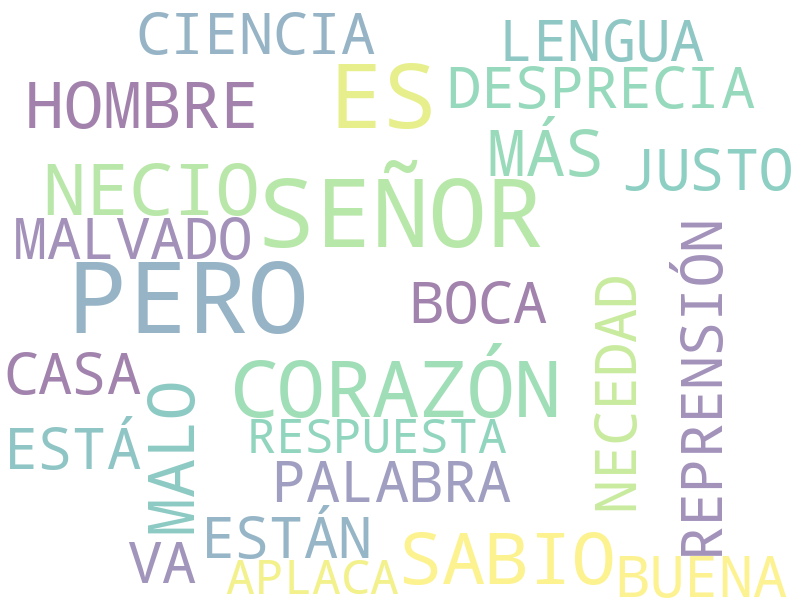 CIENCIA
LENGUA
HOMBRE
ES
DESPRECIA
MÁS
JUSTO
NECIO
SEÑOR
MALVADO
PERO
BOCA
REPRENSIÓN
NECEDAD
CASA
CORAZÓN
MALO
ESTÁ
RESPUESTA
PALABRA
ESTÁN
SABIO
VA
APLACA
BUENA